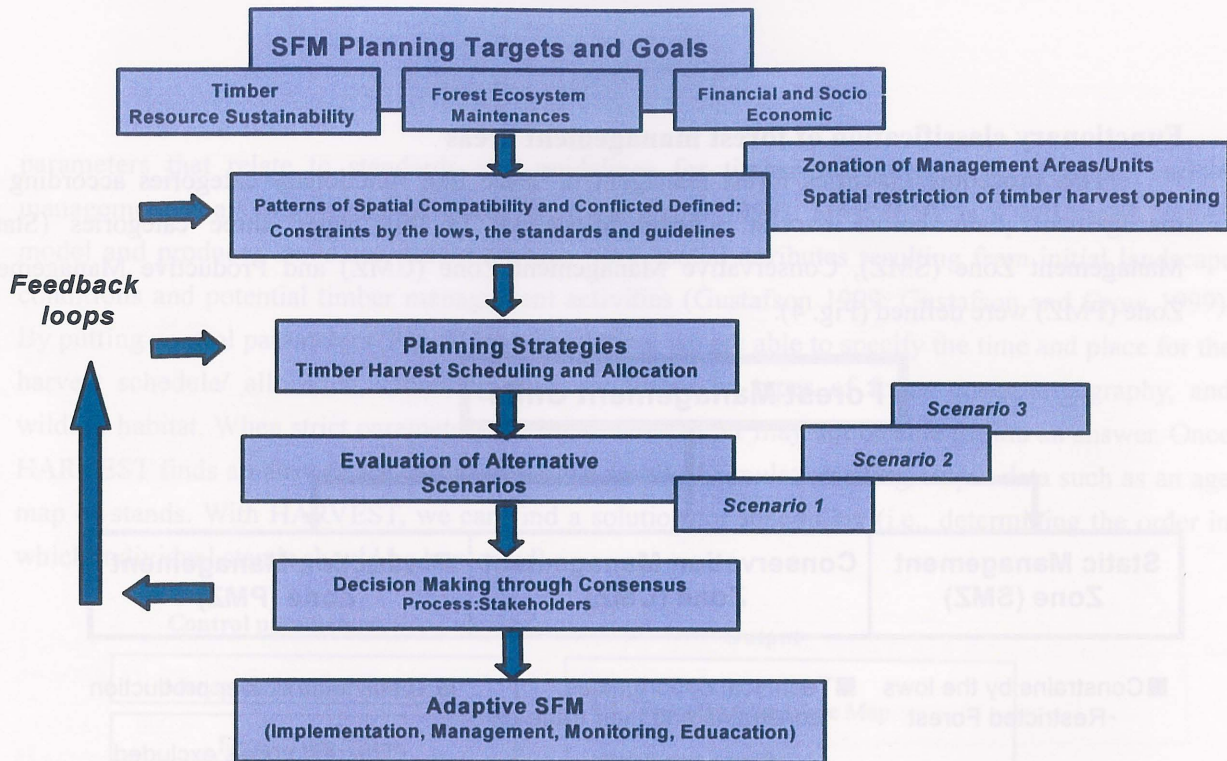 SFM Planning Targets and Goals
Timber
Resource Sustainability
Forest Ecosystem
Maintenances
Financial and Socio
Economic
Zonation of Management Areas/Units
Spatial restriction of timber harvest opening
Patterns of Spatial Compatibility and Conflicted Defined:
Constraints by the lows, the standards and guidelines
Feedback
loops
Planning Strategies
Timber Harvest Scheduling and Allocation
Scenario 3
Scenario 2
Scenario 1
Evaluation of Alternative
Scenarios
Decision Making through Consensus
Process:Stakeholders
Adaptive SFM
(Implementation, Management, Monitoring, Eduacation)